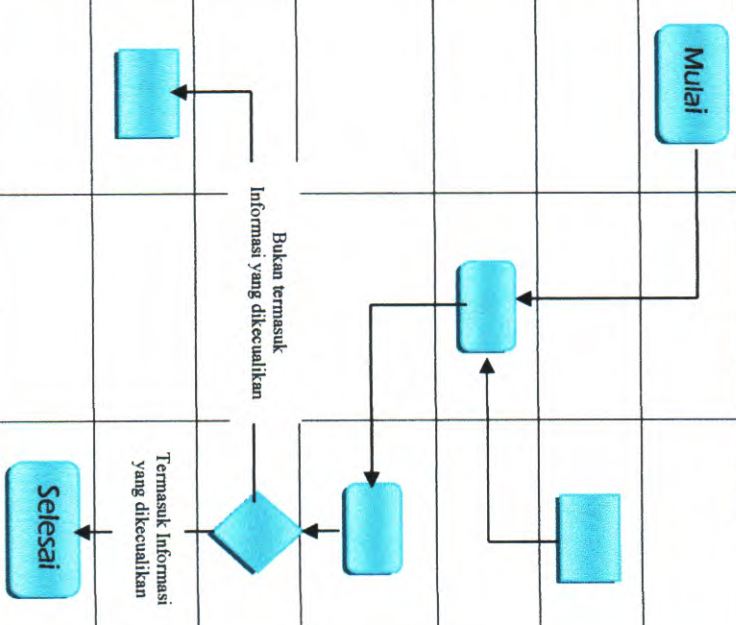 Mulai
Bukan termasuk
Informasi yang dikecualikan
Termasuk Informasi
yang dikecualikan
Selesai